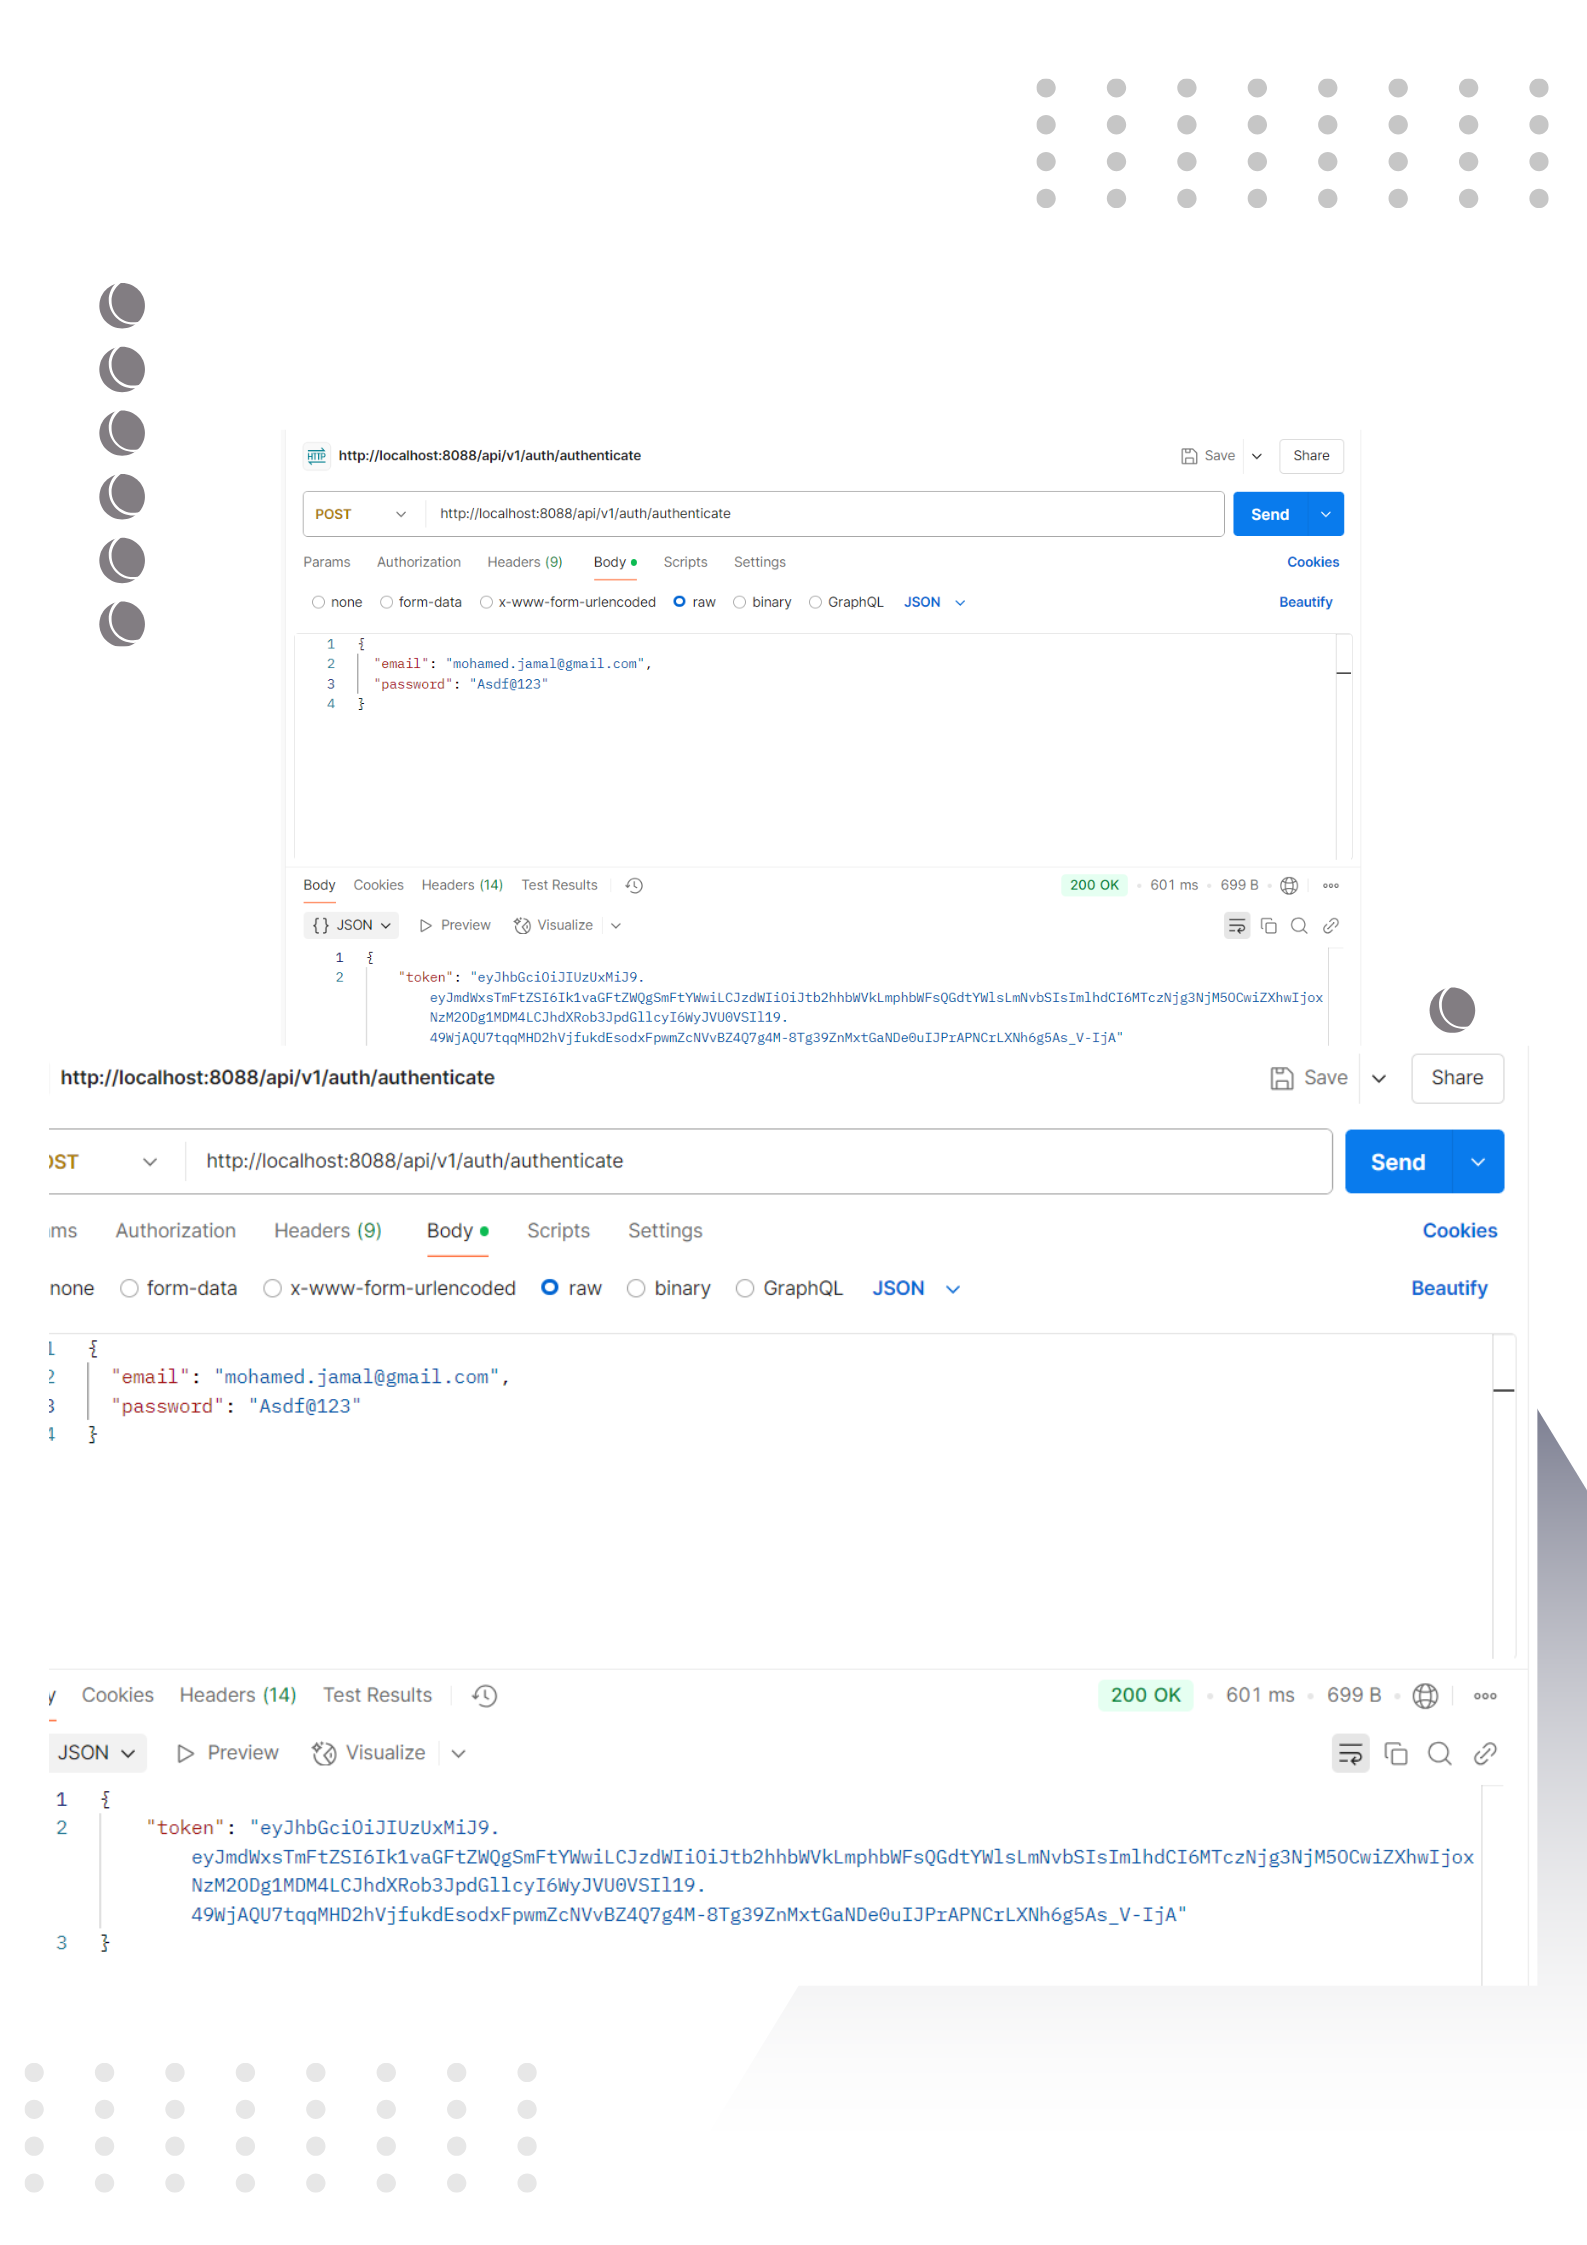 http://localhost:8088/api/v1/auth/authenticate Save Share
POST http://localhost:8088/api/v1/auth/authenticate Send
Params Authorization Headers (9) Body Scripts Settings Cookies
none form-data x-www-form-urlencoded raw binary GraphQL JSON Beautify
1 {
2 "email": "mohamed.jamal@gmail.com",
3 "password": "Asdf@123"
4 }
Body Cookies Headers (14) Test Results 200 OK 601 ms 699 B
{} JSON Preview Visualize
1 {
2 "token": "eyJhbGciOiJIUzUxMiJ9.
eyJmdWxsTmFtZSI6Ik1vaGFtZWQgSmFtYWwiLCJzdWIiOiJtb2hhbWVkLmphbWFsQGdtYWlsLmNvbSIsImlhdCI6MTczNjg3NjM5OCwiZXhwIjox
NzM2ODg1MDM4LCJhdXRob3JpdGllcyI6WyJVU0VSIl19.
49WjAQU7tqqMHD2hVjfukdEsodxFpwmZcNVvBZ4Q7g4M-8Tg39ZnMxtGaNDe0uIJPrAPNCrLXNh6g5As_V-IjA"
http://localhost:8088/api/v1/auth/authenticate Save Share
OST http://localhost:8088/api/v1/auth/authenticate Send
ms Authorization Headers (9) Body Scripts Settings Cookies
none form-data x-www-form-urlencoded raw binary GraphQL JSON Beautify
1 {
2 "email": "mohamed.jamal@gmail.com",
3 "password": "Asdf@123"
4 }
y Cookies Headers (14) Test Results 200 OK 601 ms 699 B
JSON Preview Visualize
1 {
2 "token": "eyJhbGciOiJIUzUxMiJ9.
eyJmdWxsTmFtZSI6Ik1vaGFtZWQgSmFtYWwiLCJzdWIiOiJtb2hhbWVkLmphbWFsQGdtYWlsLmNvbSIsImlhdCI6MTczNjg3NjM5OCwiZXhwIjox
NzM2ODg1MDM4LCJhdXRob3JpdGllcyI6WyJVU0VSIl19.
49WjAQU7tqqMHD2hVjfukdEsodxFpwmZcNVvBZ4Q7g4M-8Tg39ZnMxtGaNDe0uIJPrAPNCrLXNh6g5As_V-IjA"
3 }